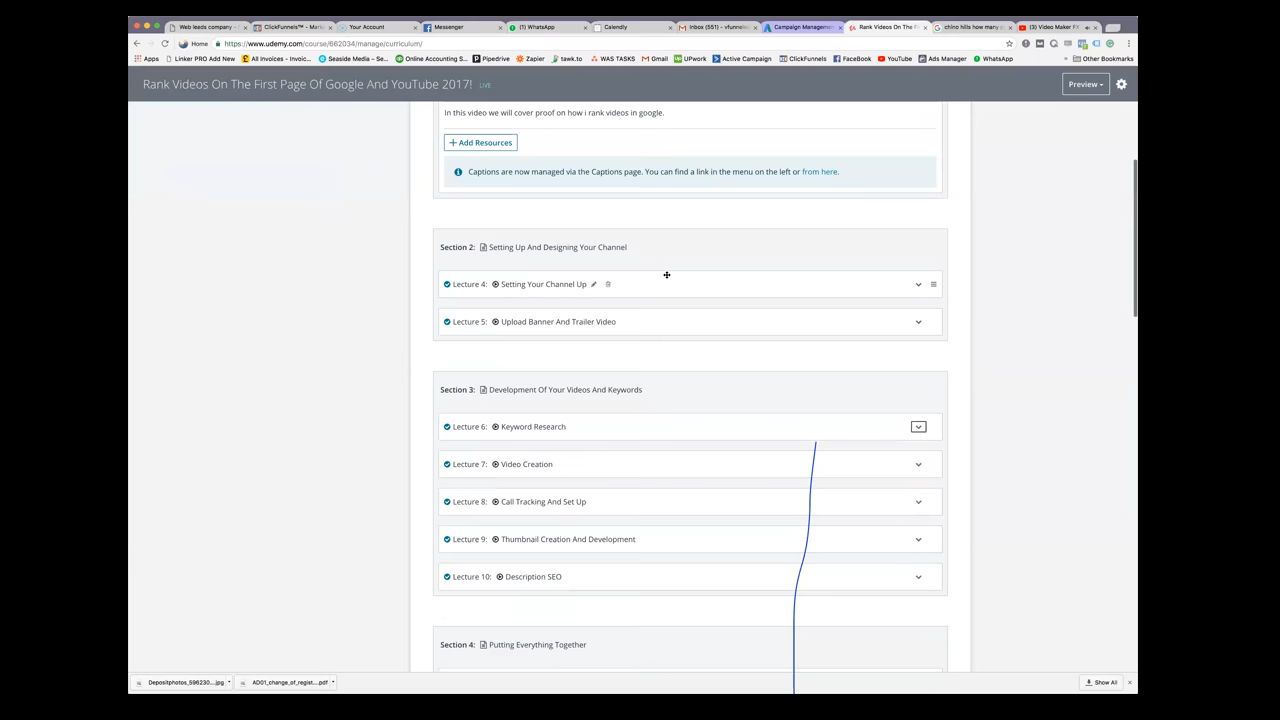 Web leads company -
ClickFunnels™ - Mark
Your Account
Messenger
(1) WhatsApp
Calendly
Inbox (551) - vfunnel
Campaign Managemen
Rank Videos On The F
chino hills how many
(3) Video Maker FX
Home
https://www.udemy.com/course/662034/manage/curriculum/
Apps
Linker PRO Add New
All Invoices - Invoic...
Seaside Media - Se...
Online Accounting S...
Pipedrive
Zapier
tawk.to
WAS TASKS
Gmail
UPwork
Active Campaign
ClickFunnels
FaceBook
YouTube
Ads Manager
WhatsApp
Other Bookmarks
Rank Videos On The First Page Of Google And YouTube 2017! LIVE
Preview
In this video we will cover proof on how i rank videos in google.
+ Add Resources
Captions are now managed via the Captions page. You can find a link in the menu on the left or from here.
Section 2: Setting Up And Designing Your Channel
Lecture 4: Setting Your Channel Up
Lecture 5: Upload Banner And Trailer Video
Section 3: Development Of Your Videos And Keywords
Lecture 6: Keyword Research
Lecture 7: Video Creation
Lecture 8: Call Tracking And Set Up
Lecture 9: Thumbnail Creation And Development
Lecture 10: Description SEO
Section 4: Putting Everything Together
Depositphotos_596230....jpg
AD01_change_of_regist....pdf
Show All